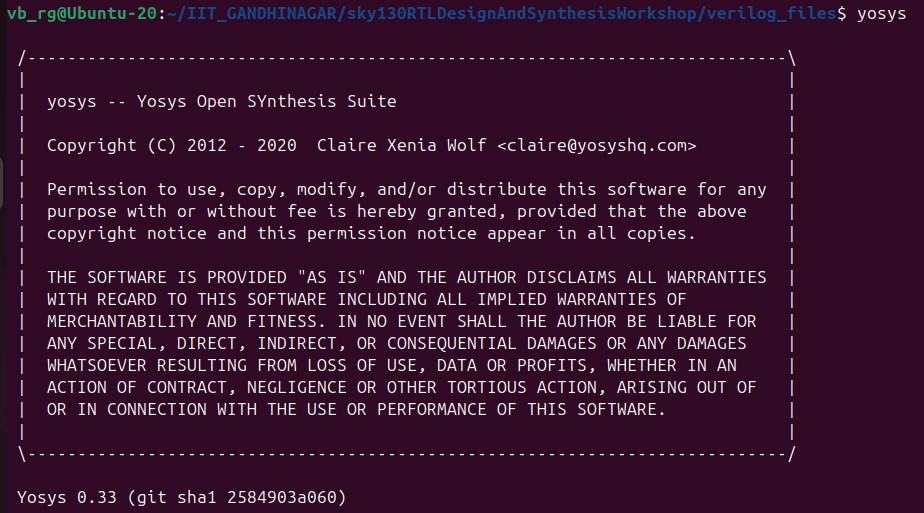 vb_rg@Ubuntu-20:~/IIT_GANDHINAGAR/sky130RTLDesignAndSynthesisWorkshop/verilog_files$ yosys
/----------------------------------------------------------------------------\
|                                                                            |
|  yosys -- Yosys Open SYnthesis Suite                                       |
|                                                                            |
|  Copyright (C) 2012 - 2020  Claire Xenia Wolf <claire@yosyshq.com>         |
|                                                                            |
|  Permission to use, copy, modify, and/or distribute this software for any  |
|  purpose with or without fee is hereby granted, provided that the above    |
|  copyright notice and this permission notice appear in all copies.         |
|                                                                            |
|  THE SOFTWARE IS PROVIDED "AS IS" AND THE AUTHOR DISCLAIMS ALL WARRANTIES  |
|  WITH REGARD TO THIS SOFTWARE INCLUDING ALL IMPLIED WARRANTIES OF          |
|  MERCHANTABILITY AND FITNESS. IN NO EVENT SHALL THE AUTHOR BE LIABLE FOR   |
|  ANY SPECIAL, DIRECT, INDIRECT, OR CONSEQUENTIAL DAMAGES OR ANY DAMAGES    |
|  WHATSOEVER RESULTING FROM LOSS OF USE, DATA OR PROFITS, WHETHER IN AN     |
|  ACTION OF CONTRACT, NEGLIGENCE OR OTHER TORTIOUS ACTION, ARISING OUT OF   |
|  OR IN CONNECTION WITH THE USE OR PERFORMANCE OF THIS SOFTWARE.            |
|                                                                            |
\----------------------------------------------------------------------------/
Yosys 0.33 (git sha1 2584903a060)